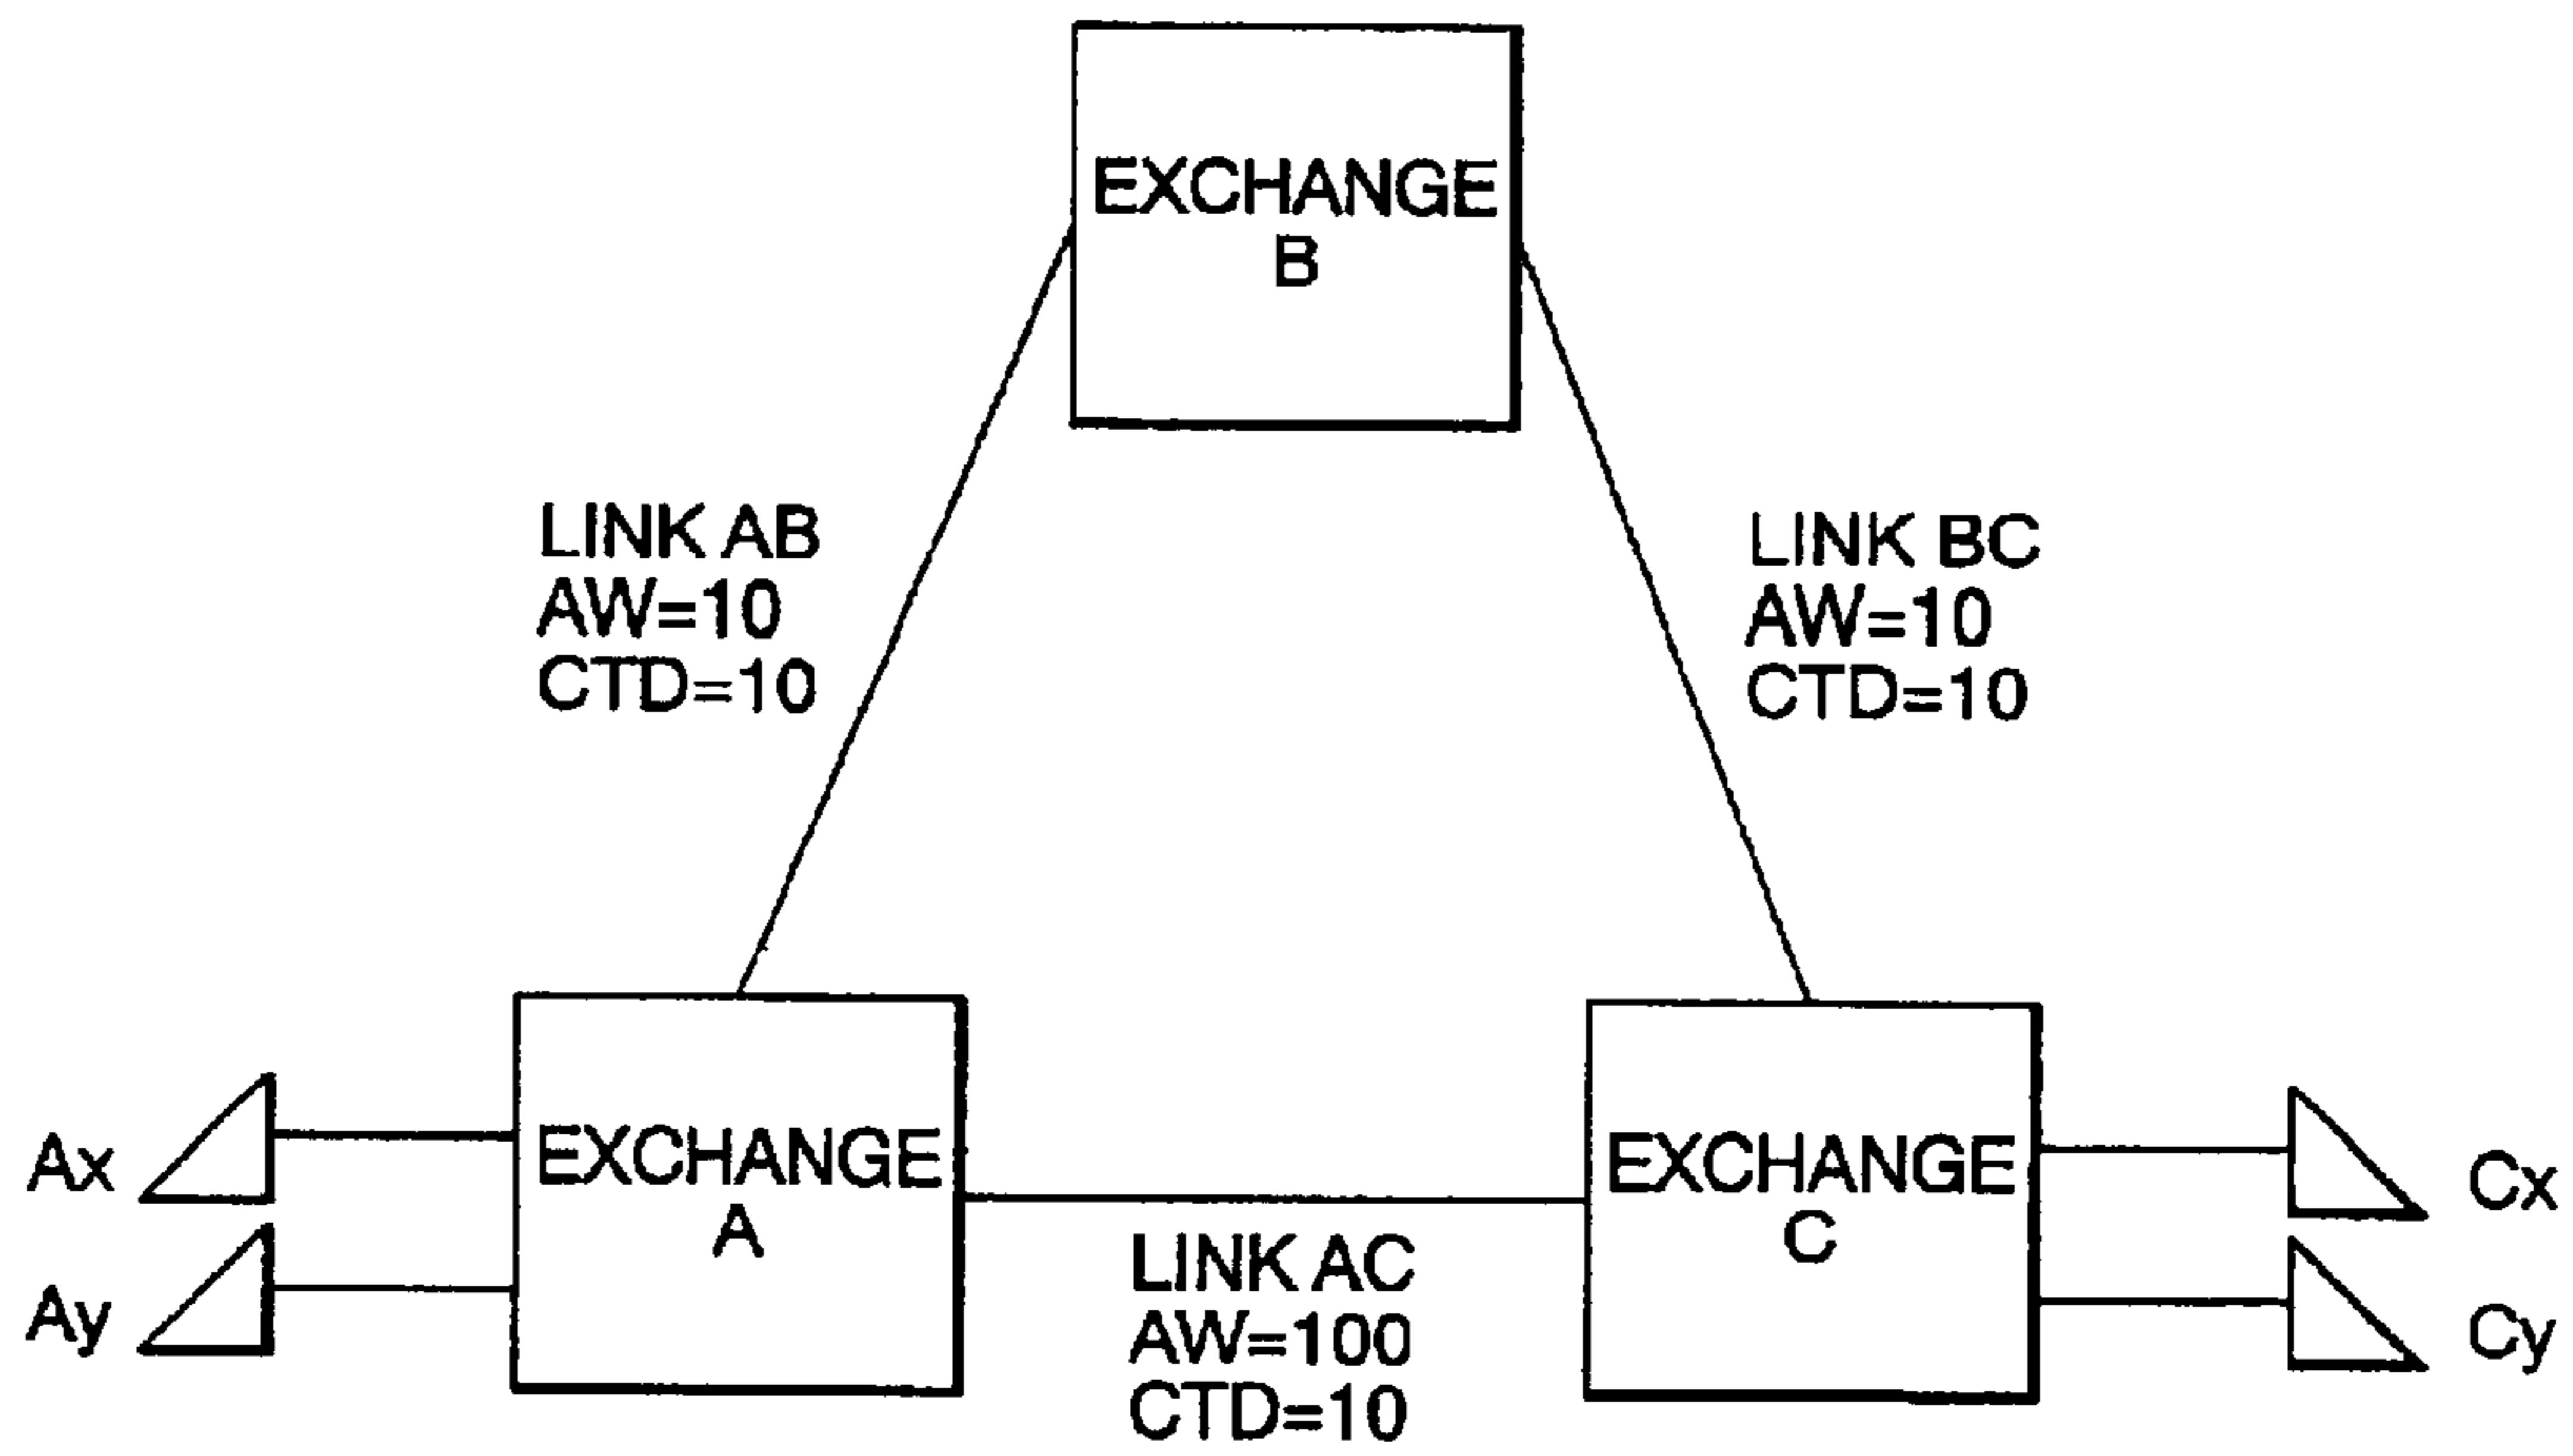 EXCHANGE
B
LINK AB
AW=10
CTD=10
LINK BC
AW=10
CTD=10
Ax
Ay
EXCHANGE
A
LINK AC
AW=100
CTD=10
EXCHANGE
C
Cx
Cy